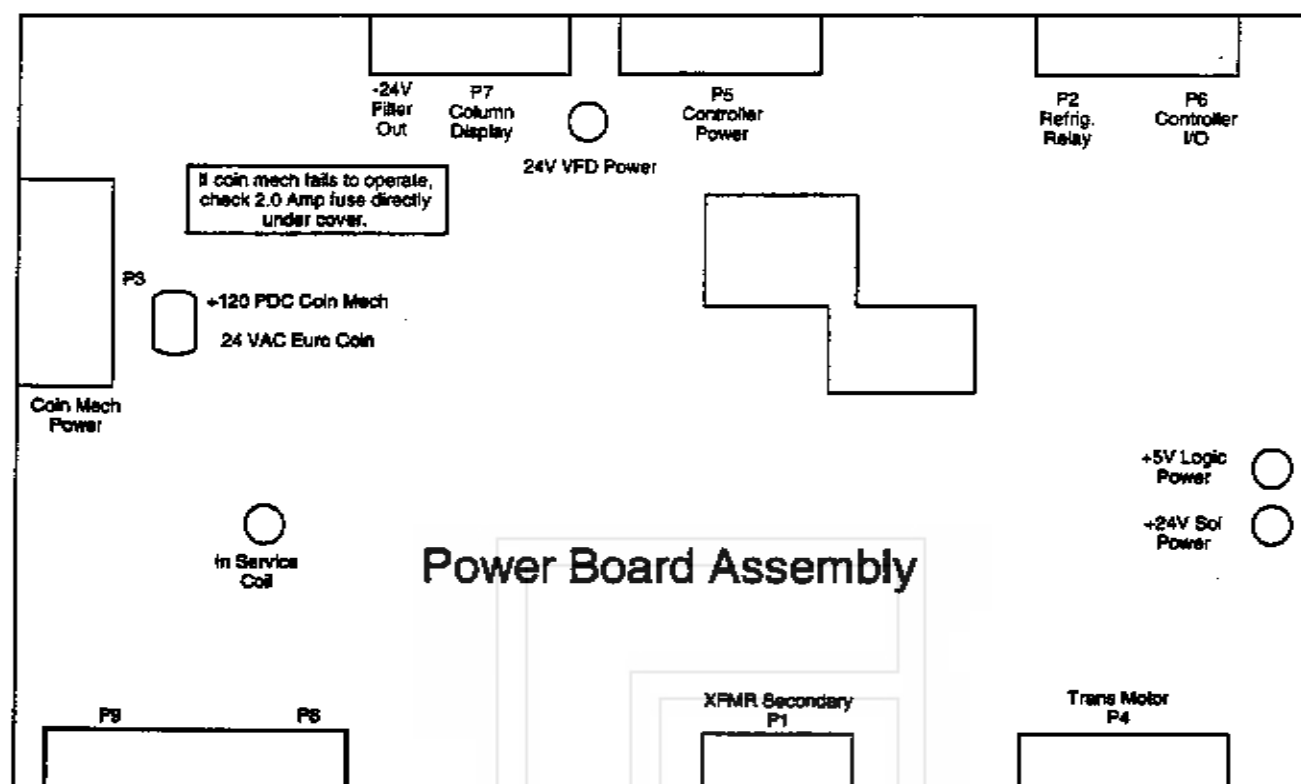 -24V
Filter
Out
P7
Column
Display
24V VFD Power
P5
Controller
Power
P2
Refrig.
Relay
P6
Controller
I/O
If coin mech fails to operate,
check 2.0 Amp fuse directly
under cover.
P3
+120 PDC Coin Mech
24 VAC Euro Coin
Coin Mech
Power
+5V Logic
Power
+24V Sol
Power
In Service
Coil
Power Board Assembly
P9
P8
XFMR Secondary
P1
Trans Motor
P4